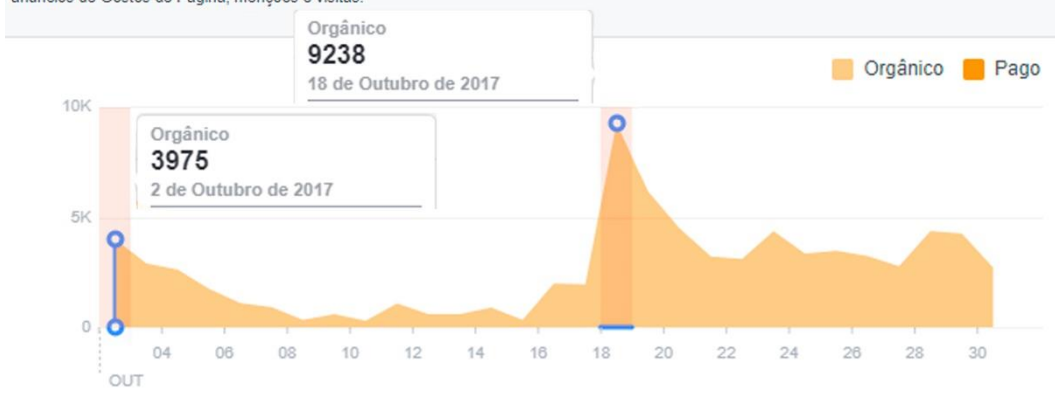 Orgânico
9238
18 de Outubro de 2017
Orgânico Pago
10K
Orgânico
3975
2 de Outubro de 2017
5K
0
04 06 08 10 12 14 16 18 20 22 24 26 28 30
OUT